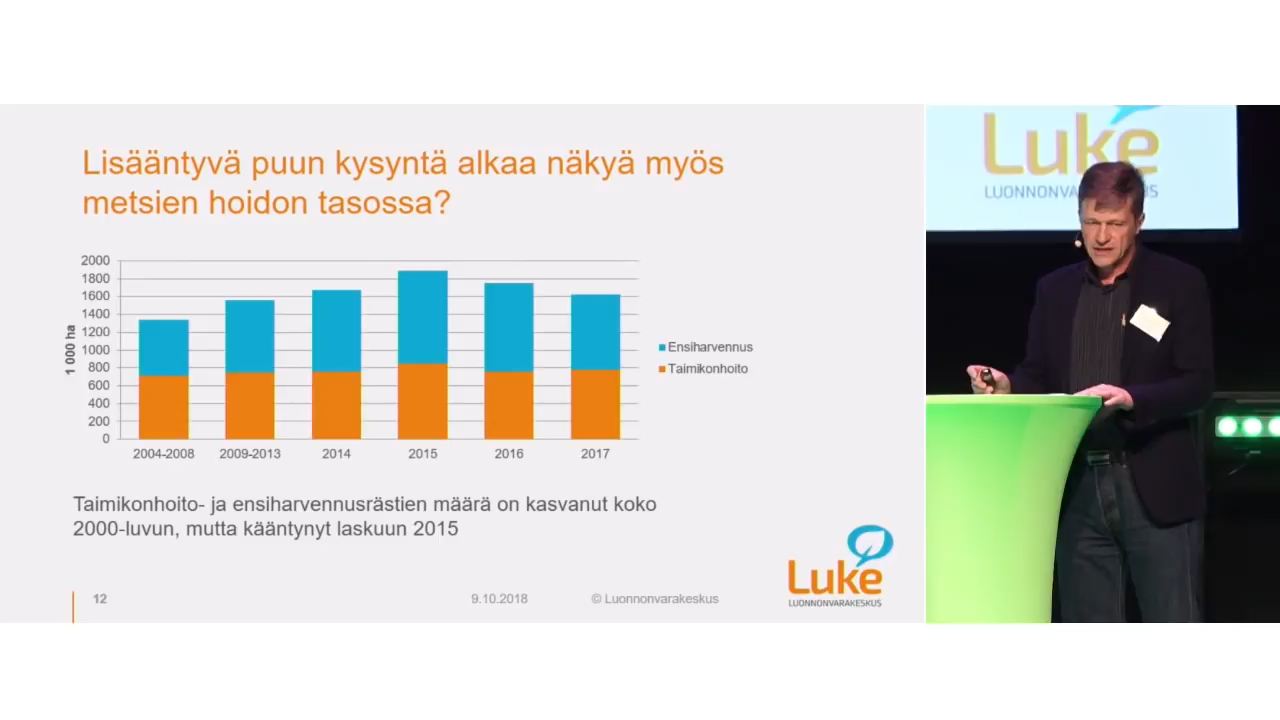 Lisääntyvä puun kysyntä alkaa näkyä myös
metsien hoidon tasossa?
1 000 ha
2000
1800
1600
1400
1200
1000
800
600
400
200
0
2004-2008 2009-2013 2014 2015 2016 2017
Ensiharvennus
Taimikonhoito
Taimikonhoito- ja ensiharvennusrästien määrä on kasvanut koko
2000-luvun, mutta kääntynyt laskuun 2015
12 9.10.2018 © Luonnonvarakeskus
Luke
LUONNONVARAKESKUS
Luke